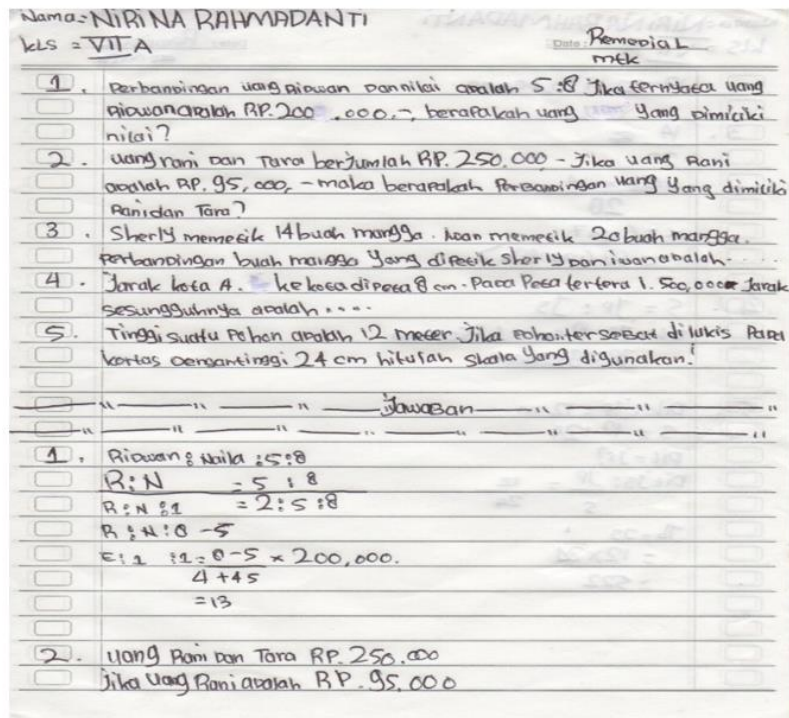 Nama : NIRINA RAHMADANTI
kLS = VII A
Date : Remedial
mtk
1. Perbandingan uang Ridwan Dan nilai adalah 5 : 8 Jika ternyata uang
Ridwan adalah RP. 200.000,-, berapakah uang Yang Dimiliki
nilai?
2. uang rani Dan Tara berJumlah RP. 250.000 - Jika uang Rani
adalah RP. 95,000, - maka berapakah Perbandingan uang Yang dimiliki
Rani dan Tara?
3. Sherly memetik 14 buah mangga. Iwan memetik 20 buah mangga.
Perbandingan buah mangga Yang dipetik Sherly Dan iwan adalah.....
4. Jarak kota A. ke kota dipeta 8 cm. Pada Peta tertera 1. 500,000 Jarak
sesungguhnya adalah ....
5. Tinggi Suatu Pohon adalah 12 meter. Jika Pohon tersebut dilukis Pada
kertas Dengan tinggi 24 cm hitulah Skala Yang digunakan!
Jawaban
1. Ridwan : Naila : 5 : 8
R : N = 5 : 8
R : N : 1 = 2 : 5 : 8
R : N : 8 - 5
: 1 = 8 - 5 × 200,000.
4 + 45
= 13
2. uang Rani Dan Tara RP. 250.000
Jika Uang Rani adalah RP. 95.000